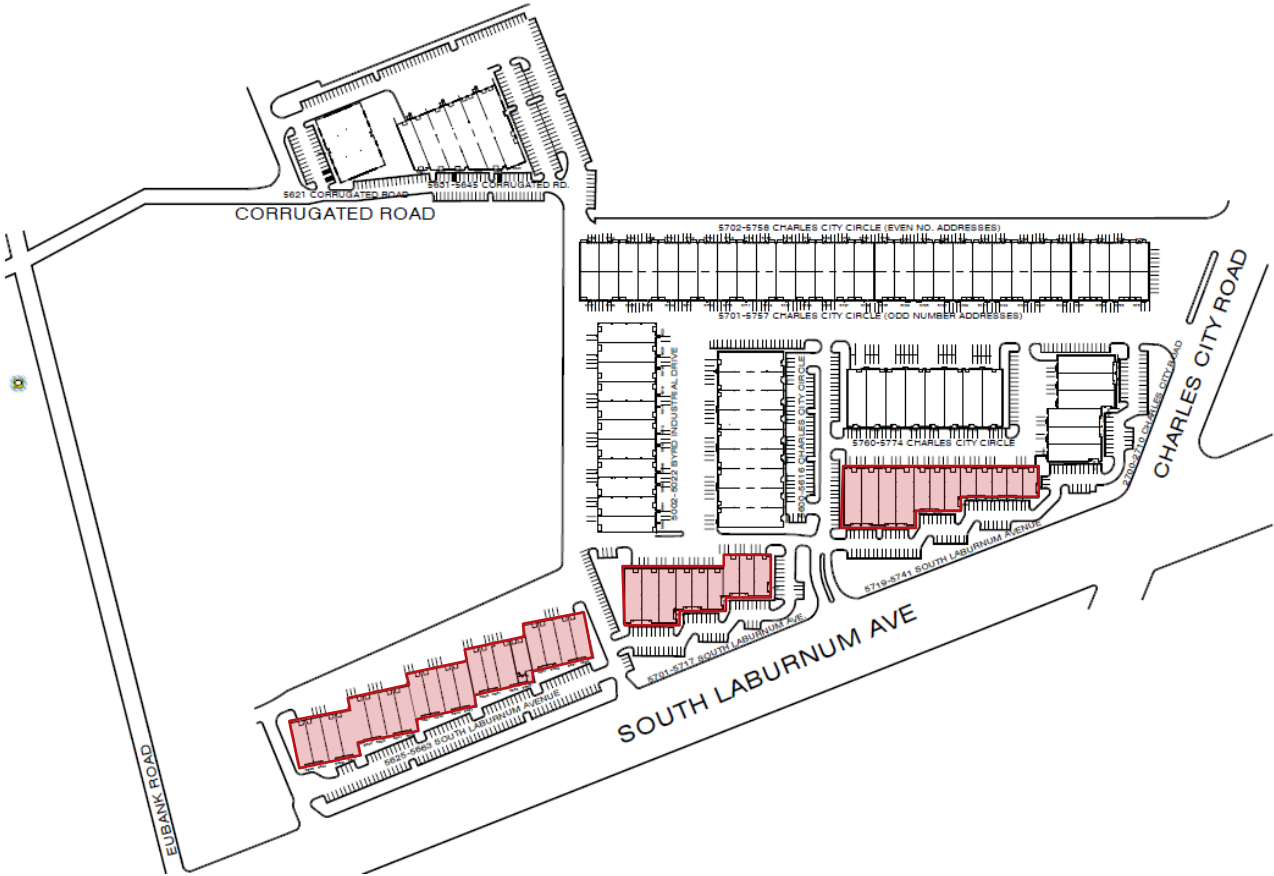 5621 CORRUGATED ROAD
5631-5645 CORRUGATED RD.
CORRUGATED ROAD
5702-5758 CHARLES CITY CIRCLE (EVEN NO. ADDRESSES)
5701-5757 CHARLES CITY CIRCLE (ODD NUMBER ADDRESSES)
CHARLES CITY ROAD
5002-5022 BYRD INDUSTRIAL DRIVE
5600-5616 CHARLES CITY CIRCLE
5760-5774 CHARLES CITY CIRCLE
2700-2710 CHARLES CITY ROAD
5719-5741 SOUTH LABURNUM AVENUE
5701-5717 SOUTH LABURNUM AVE.
SOUTH LABURNUM AVE
5625-5663 SOUTH LABURNUM AVENUE
EUBANK ROAD